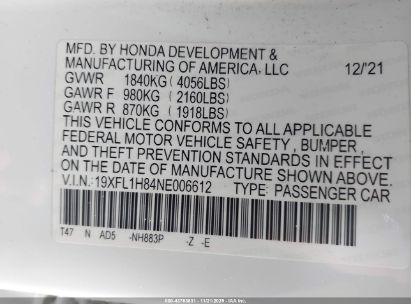 MFD. BY HONDA DEVELOPMENT &
MANUFACTURING OF AMERICA, LLC 12/21
GVWR 1840KG (4056LBS)
GAWR F 980KG (2160LBS)
GAWR R 870KG (1918LBS)
THIS VEHICLE CONFORMS TO ALL APPLICABLE
FEDERAL MOTOR VEHICLE SAFETY, BUMPER,
AND THEFT PREVENTION STANDARDS IN EFFECT
ON THE DATE OF MANUFACTURE SHOWN ABOVE.
V.I.N.: 19XFL1H84NE006612 TYPE: PASSENGER CAR
T47 N AD5 -NH883P -Z -E